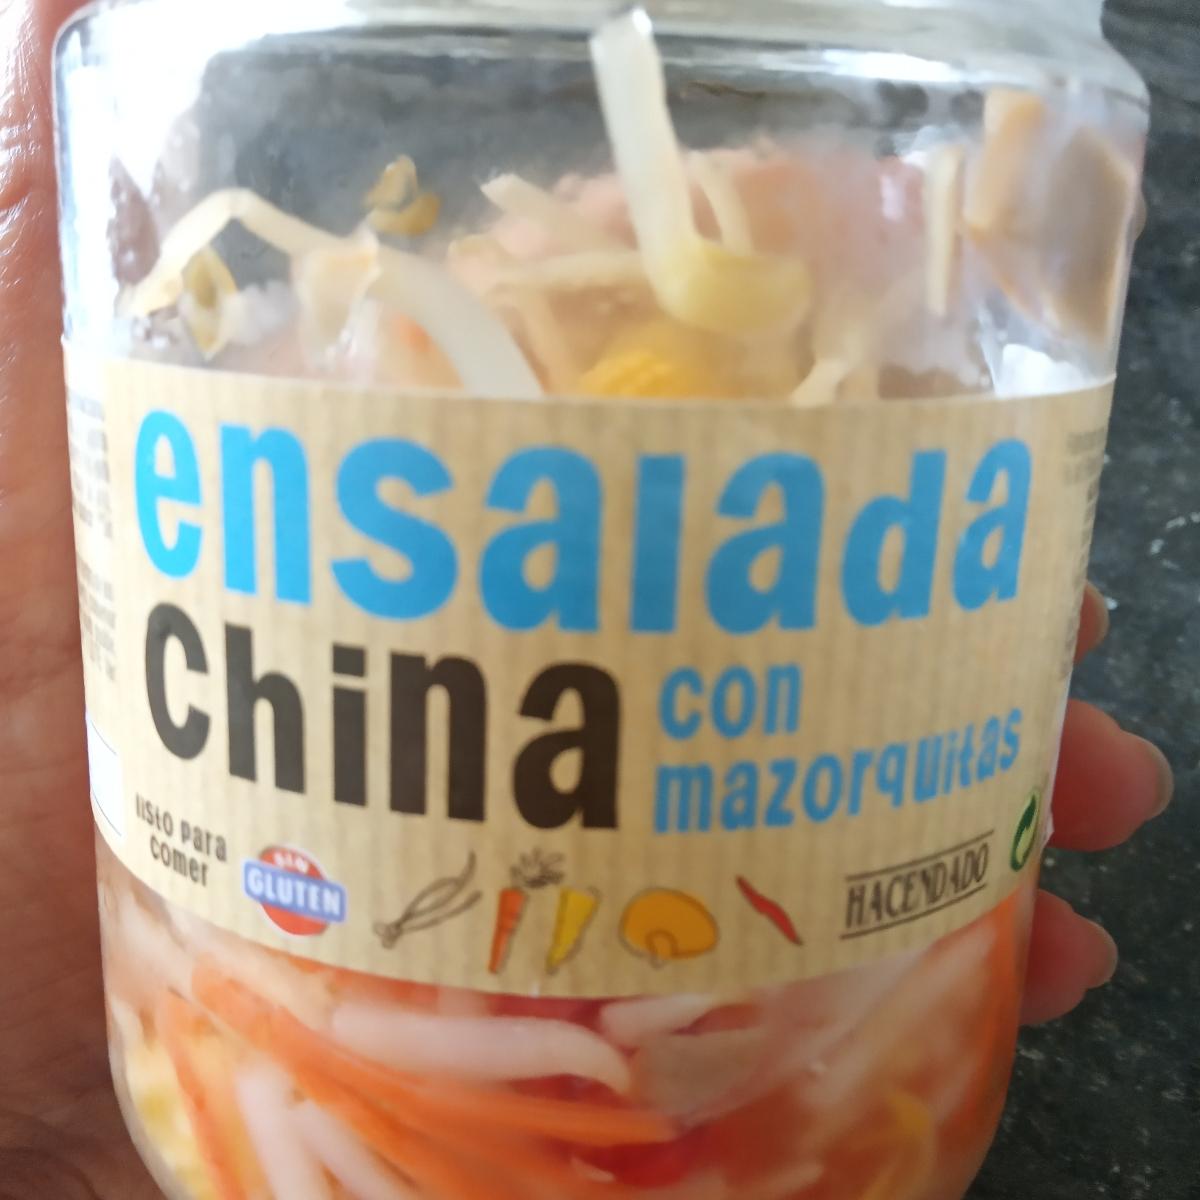 ensalada
China
con
mazorquitas
listo para
comer
SIN
GLUTEN
HACENDADO